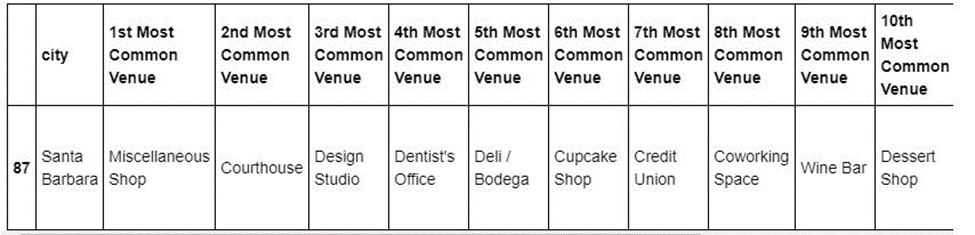 city
1st Most Common Venue
2nd Most Common Venue
3rd Most Common Venue
4th Most Common Venue
5th Most Common Venue
6th Most Common Venue
7th Most Common Venue
8th Most Common Venue
9th Most Common Venue
10th Most Common Venue
87
Santa Barbara
Miscellaneous Shop
Courthouse
Design Studio
Dentist's Office
Deli / Bodega
Cupcake Shop
Credit Union
Coworking Space
Wine Bar
Dessert Shop